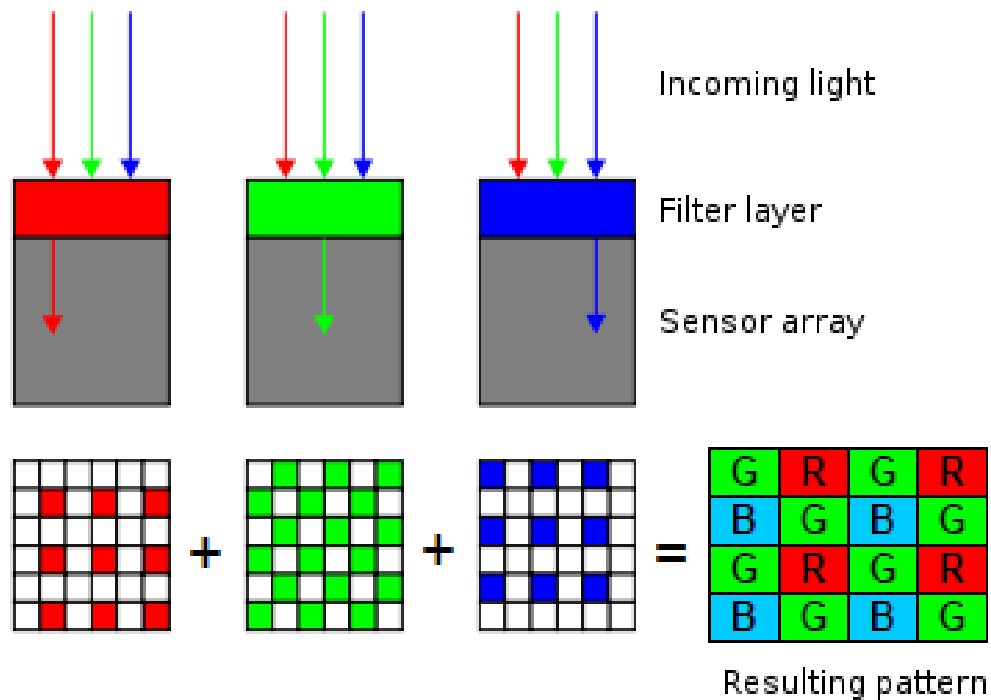 Incoming light
Filter layer
Sensor array
+ + =
G R G R
B G B G
G R G R
B G B G
Resulting pattern